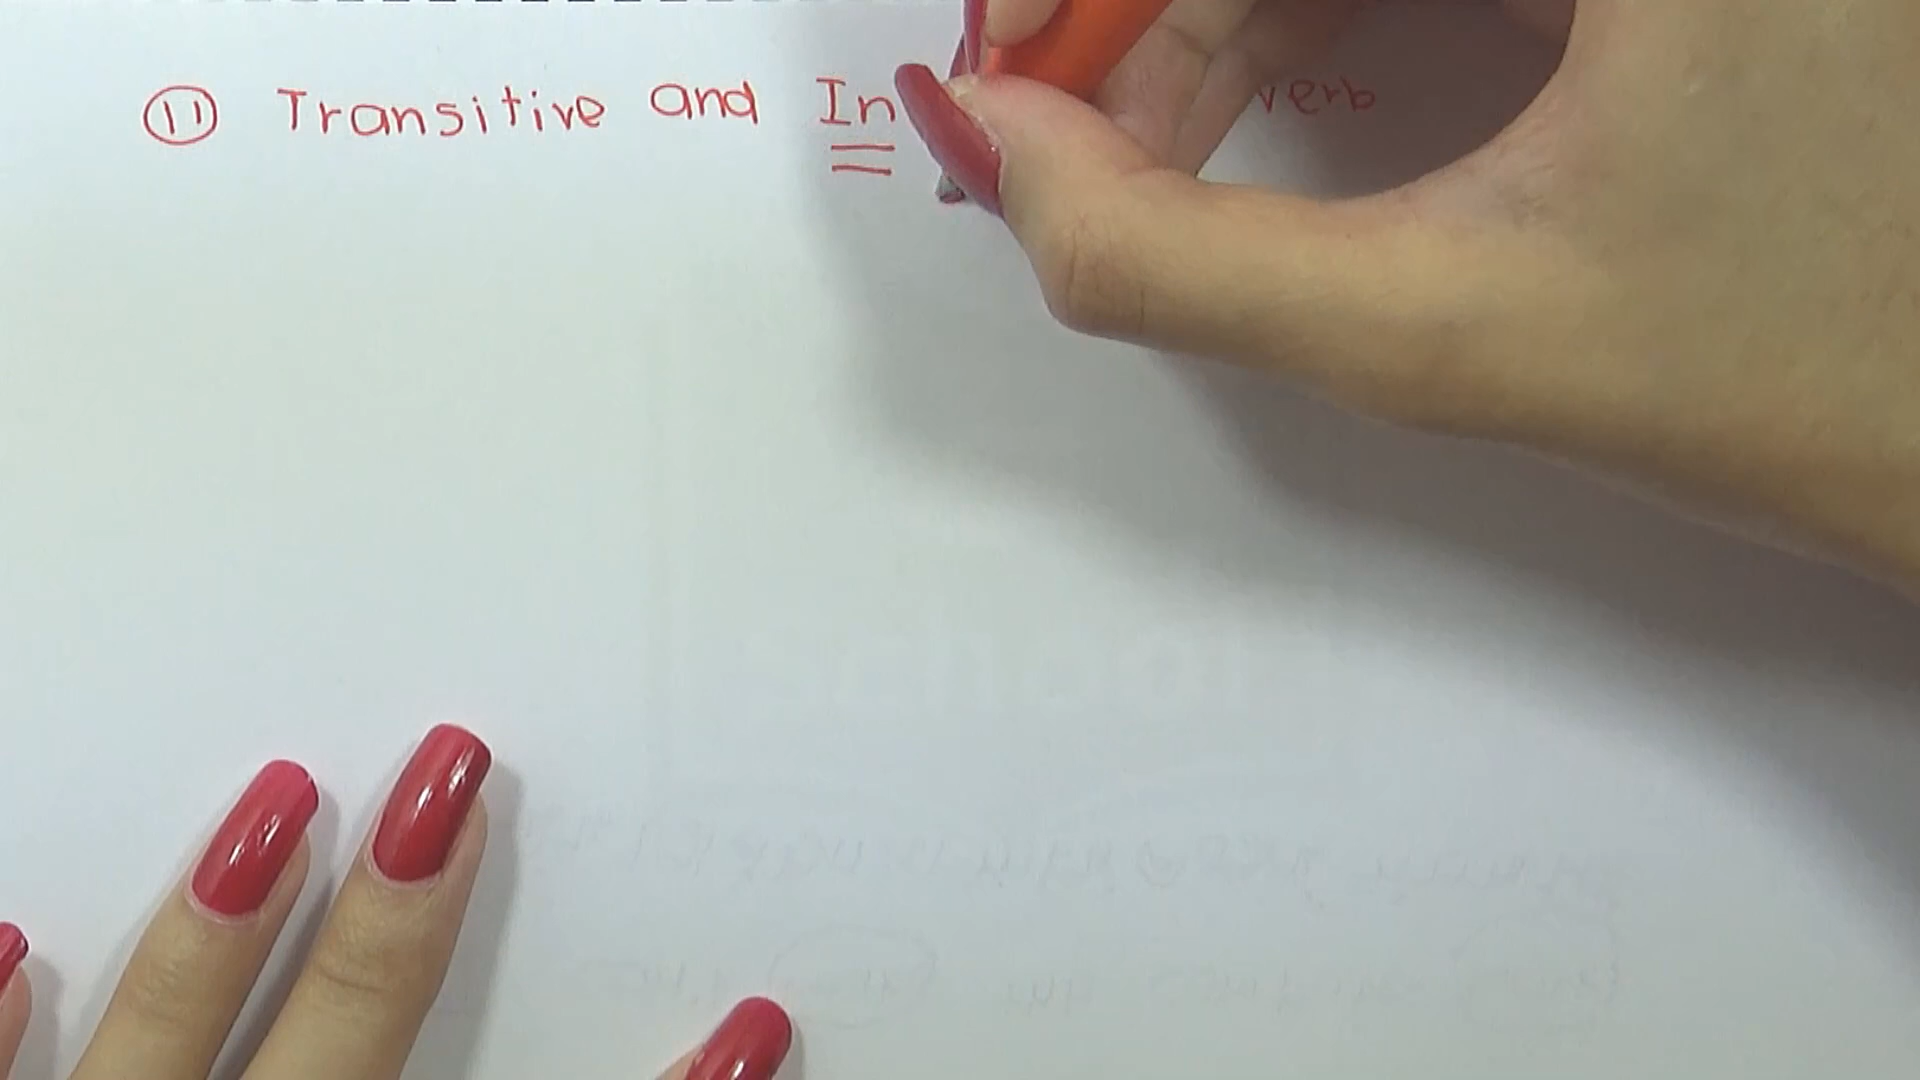 11 Transitive and In verb